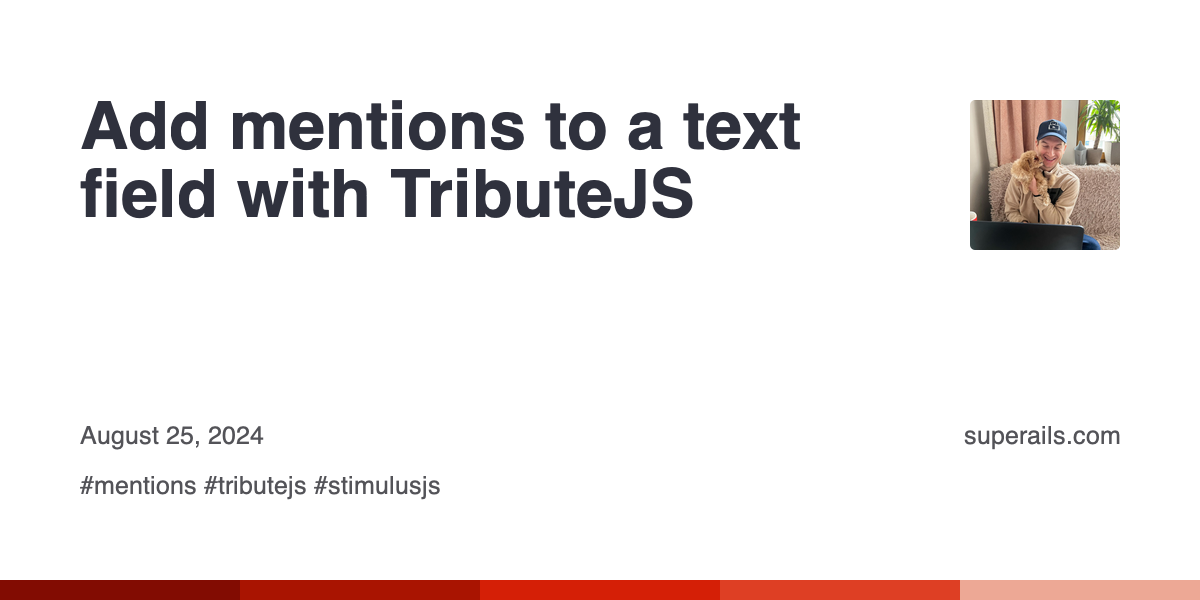 Add mentions to a text
field with TributeJS
August 25, 2024
superails.com
#mentions #tributejs #stimulusjs